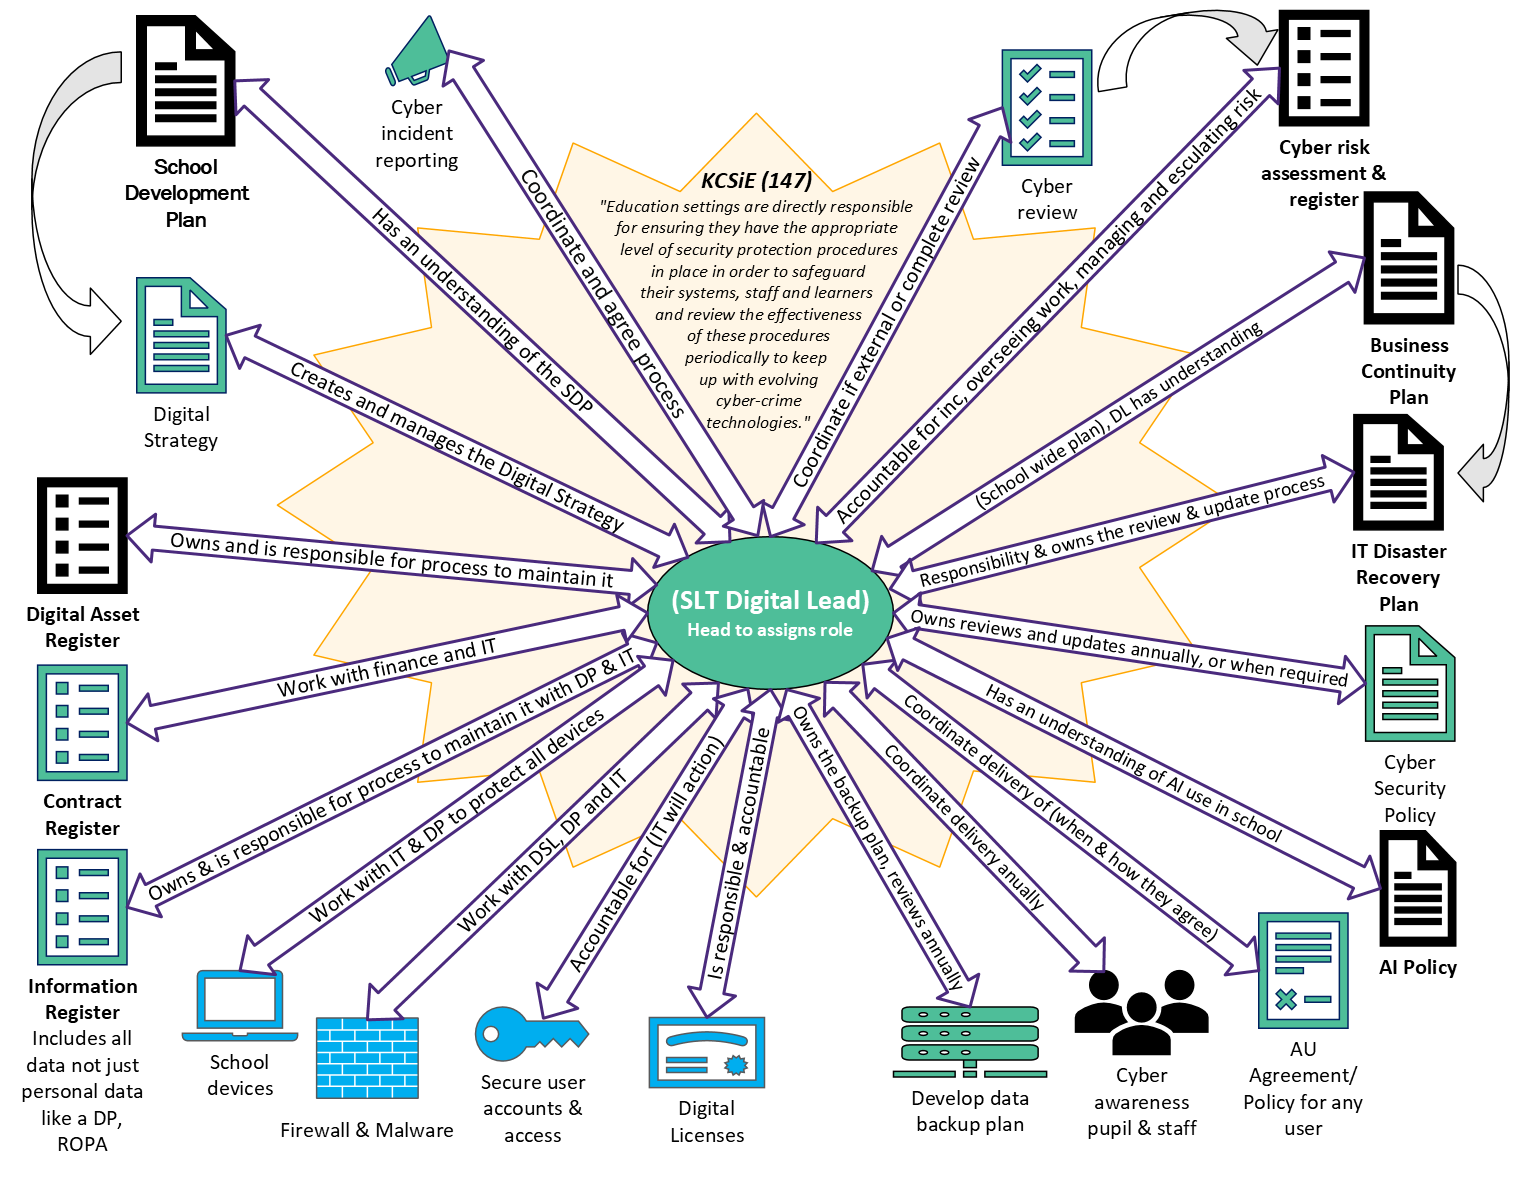 School
Development
Plan
Cyber
incident
reporting
KCSiE (147)
"Education settings are directly responsible
for ensuring they have the appropriate
level of security protection procedures
in place in order to safeguard
their systems, staff and learners
and review the effectiveness
of these procedures
periodically to keep
up with evolving
cyber-crime
technologies."
Cyber
review
Cyber risk
assessment &
register
Business
Continuity
Plan
IT Disaster
Recovery
Plan
Cyber
Security
Policy
AI Policy
AU
Agreement/
Policy for any
user
Cyber
awareness
pupil & staff
Develop data
backup plan
Digital
Licenses
Secure user
accounts &
access
Firewall & Malware
School
devices
Information
Register
Includes all
data not just
personal data
like a DP,
ROPA
Contract
Register
Digital Asset
Register
Digital
Strategy
(SLT Digital Lead)
Head to assigns role
Has an understanding of the SDP
Coordinate and agree process
Coordinate if external or complete review
Accountable for inc, overseeing work, managing and esculating risk
(School wide plan), DL has understanding
Responsibility & owns the review & update process
Owns reviews and updates annually, or when required
Has an understanding of AI use in school
Coordinate delivery of (when & how they agree)
Coordinate delivery anually
Owns the backup plan, reviews annually
Is responsible & accountable
Accountable for (IT will action)
Work with DSL, DP and IT
Work with IT & DP to protect all devices
Owns & is responsible for process to maintain it with DP & IT
Work with finance and IT
Owns and is responsible for process to maintain it
Creates and manages the Digital Strategy